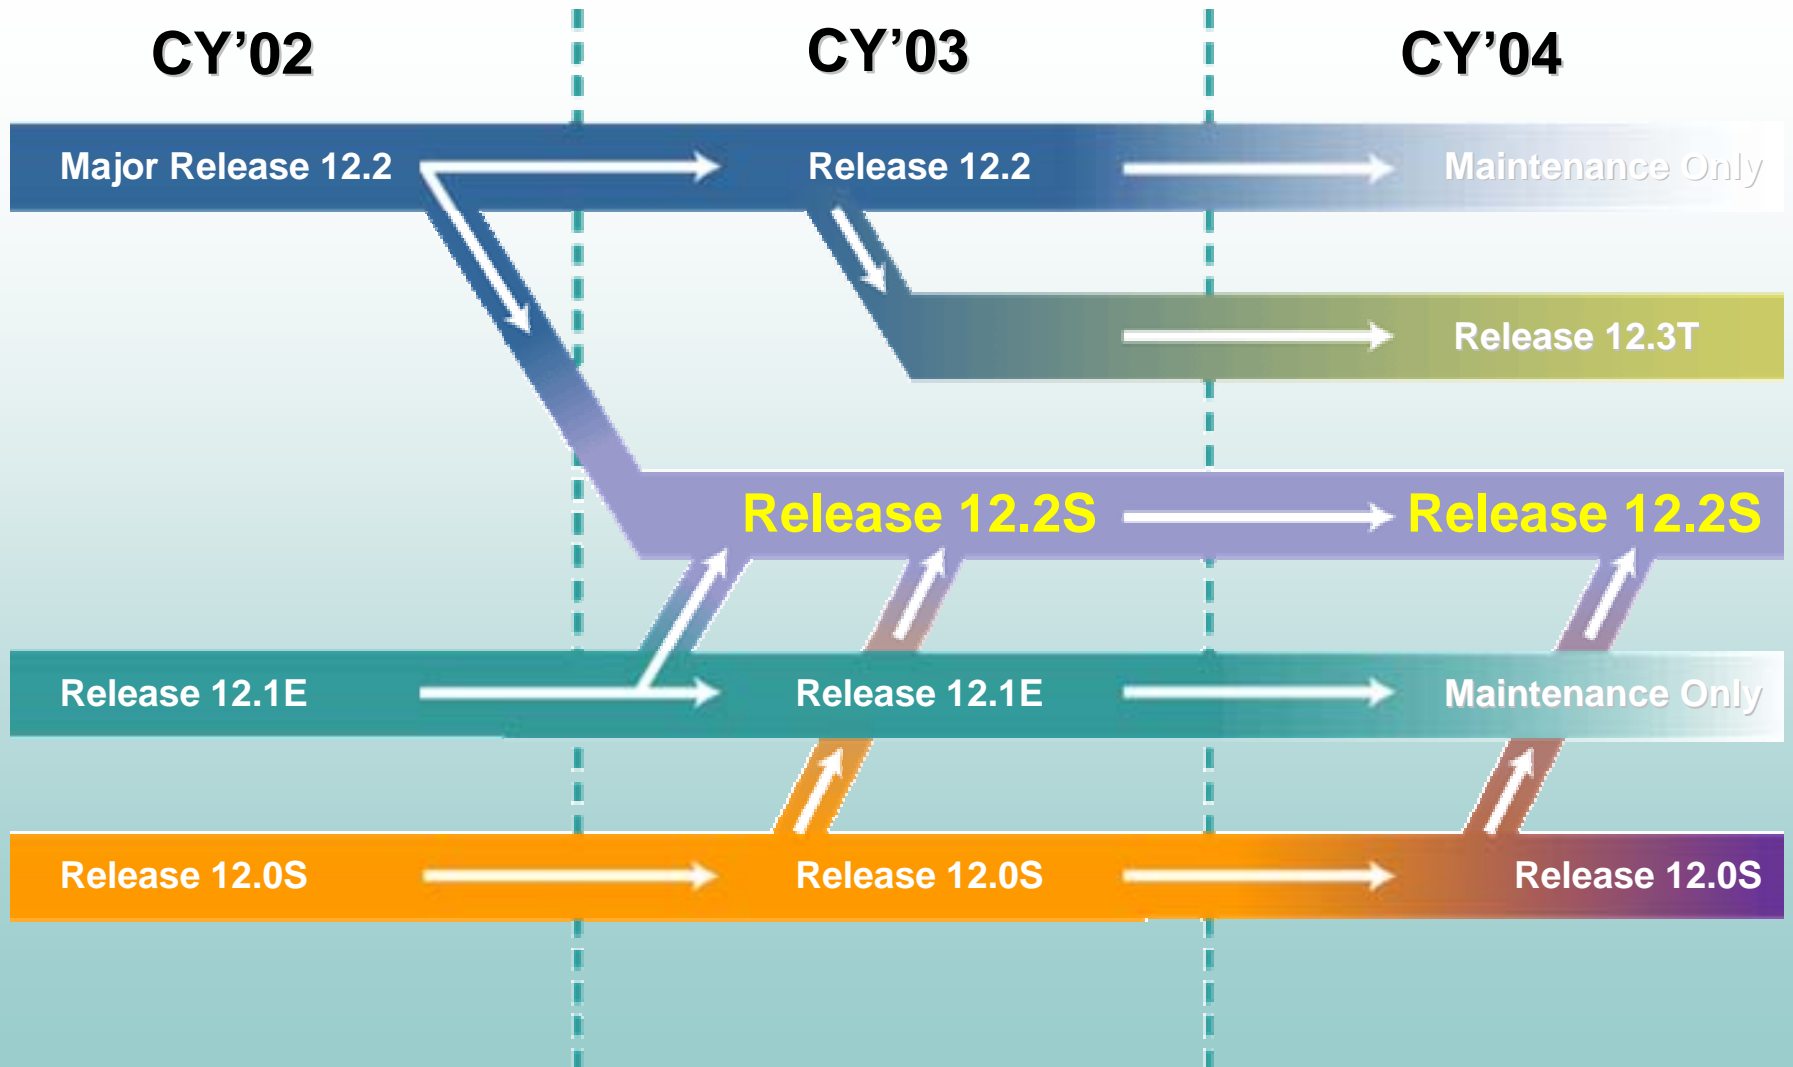 CY’02
CY’03
CY’04
Major Release 12.2
Release 12.2
Maintenance Only
Release 12.3T
Release 12.2S
Release 12.2S
Release 12.1E
Release 12.1E
Maintenance Only
Release 12.0S
Release 12.0S
Release 12.0S